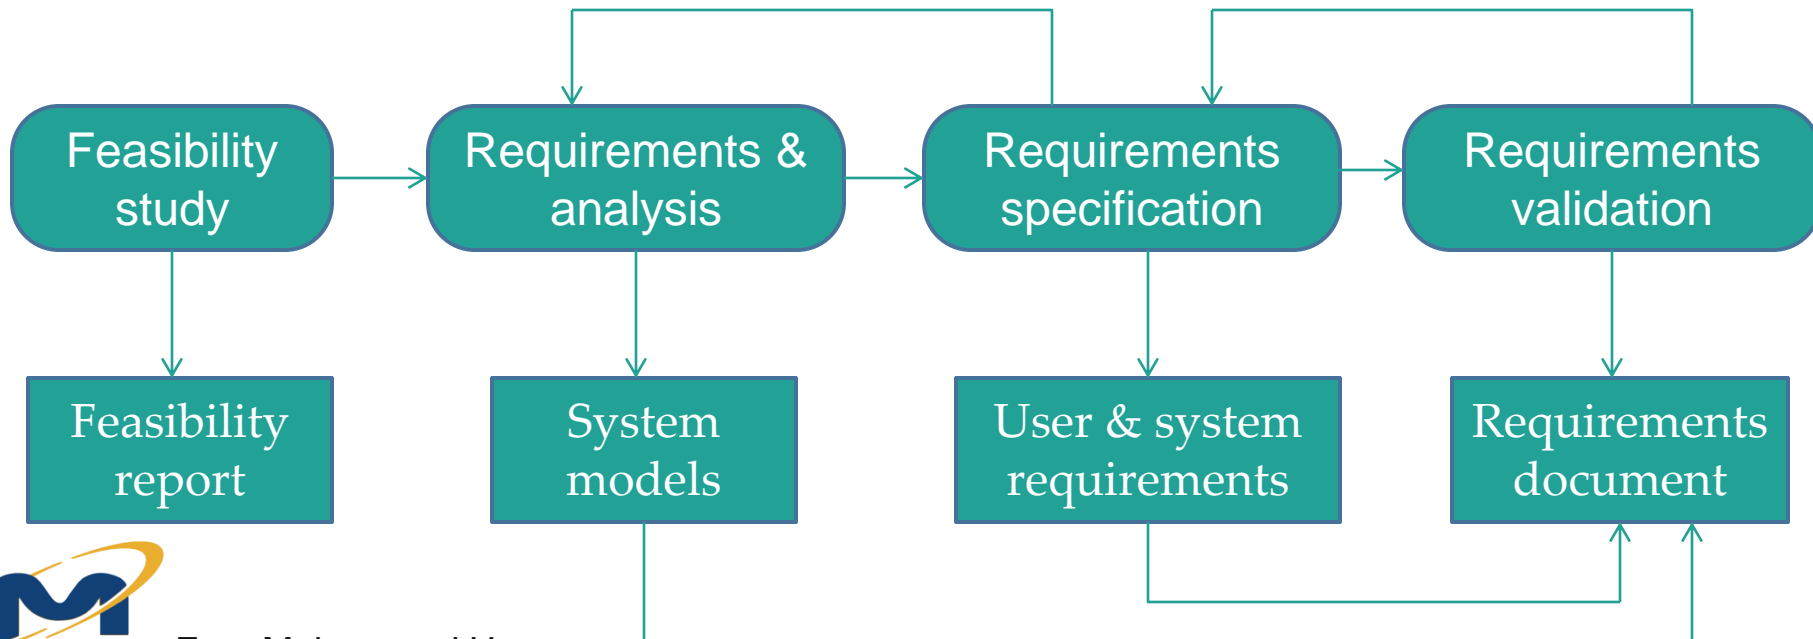 Feasibility
study
Requirements &
analysis
Requirements
specification
Requirements
validation
Feasibility
report
System
models
User & system
requirements
Requirements
document
M